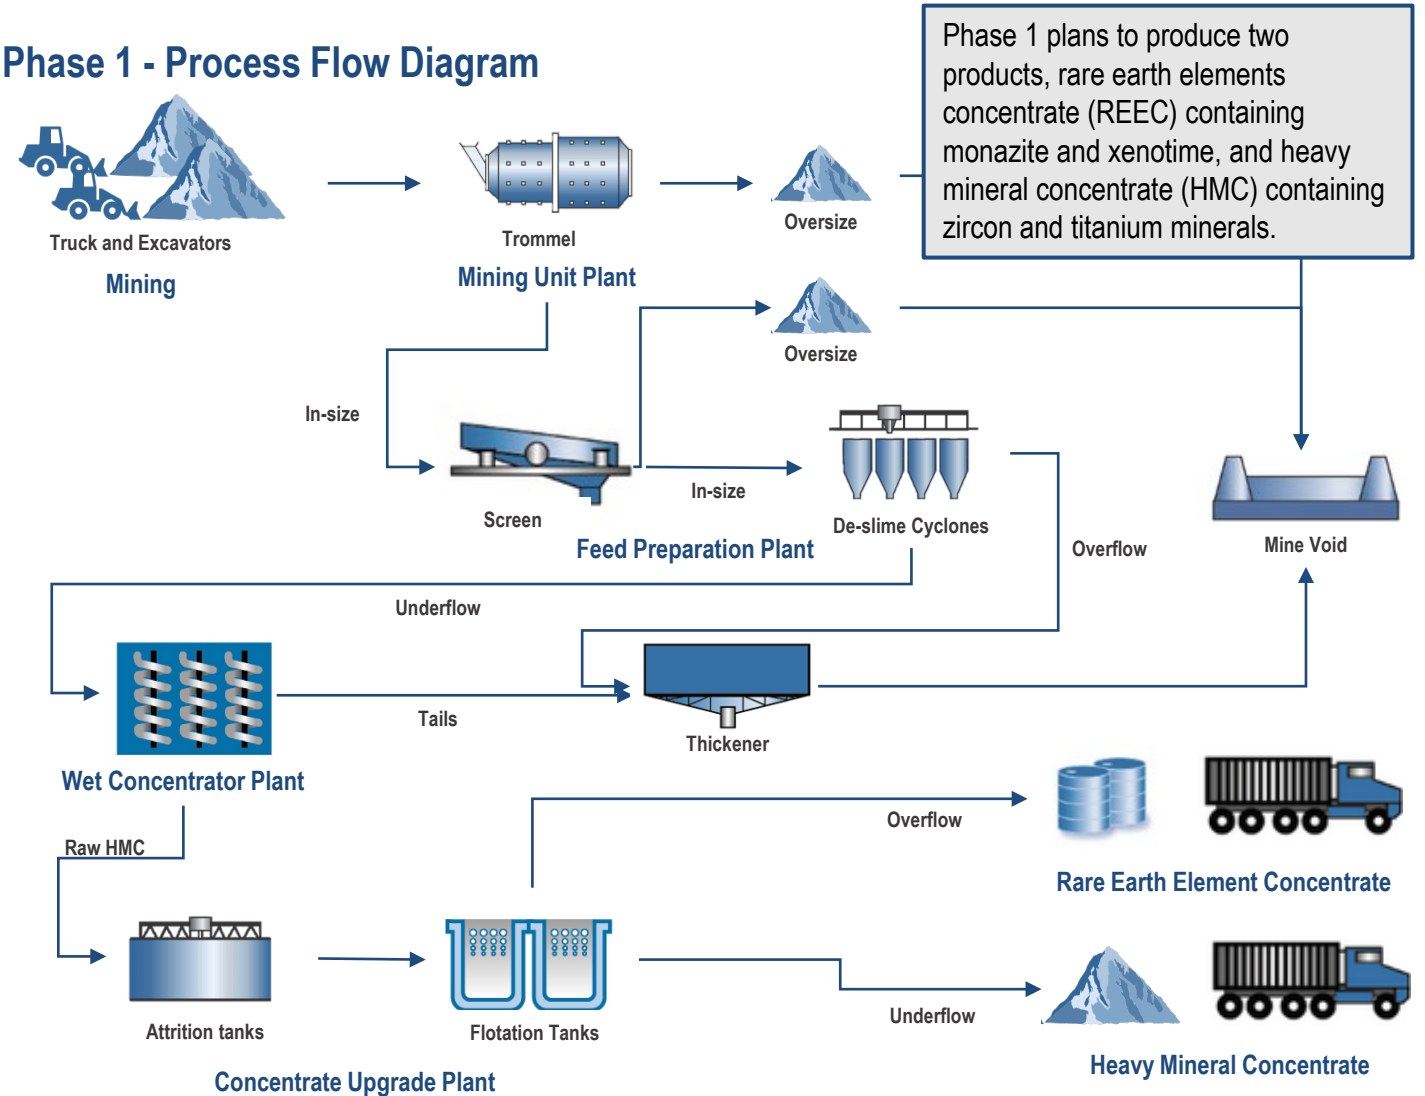 Phase 1 - Process Flow Diagram
Phase 1 plans to produce two
products, rare earth elements
concentrate (REEC) containing
monazite and xenotime, and heavy
mineral concentrate (HMC) containing
zircon and titanium minerals.
Truck and Excavators
Mining
Trommel
Mining Unit Plant
Oversize
Oversize
In-size
Screen
In-size
De-slime Cyclones
Feed Preparation Plant
Overflow
Mine Void
Underflow
Tails
Thickener
Wet Concentrator Plant
Raw HMC
Overflow
Rare Earth Element Concentrate
Attrition tanks
Flotation Tanks
Underflow
Heavy Mineral Concentrate
Concentrate Upgrade Plant